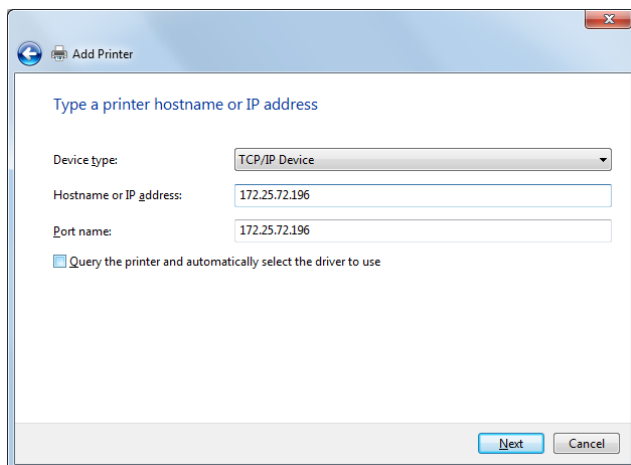 Add Printer
Type a printer hostname or IP address
Device type: TCP/IP Device
Hostname or IP address: 172.25.72.196
Port name: 172.25.72.196
Query the printer and automatically select the driver to use
Next Cancel